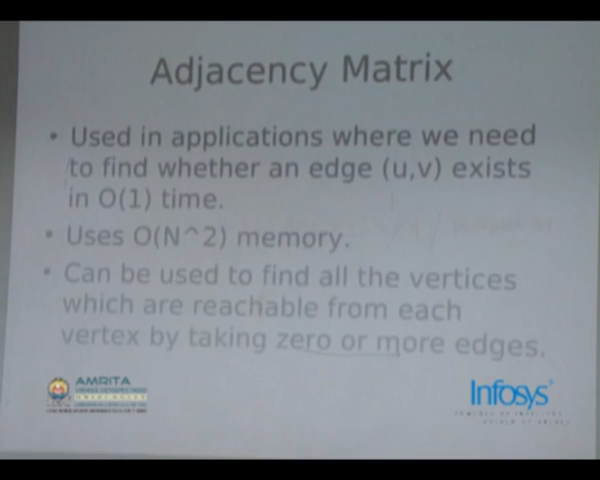 Adjacency Matrix
• Used in applications where we need
to find whether an edge (u,v) exists
in O(1) time.
• Uses O(N^2) memory.
• Can be used to find all the vertices
which are reachable from each
vertex by taking zero or more edges.
AMRITA
UNIVERSITY
Infosys